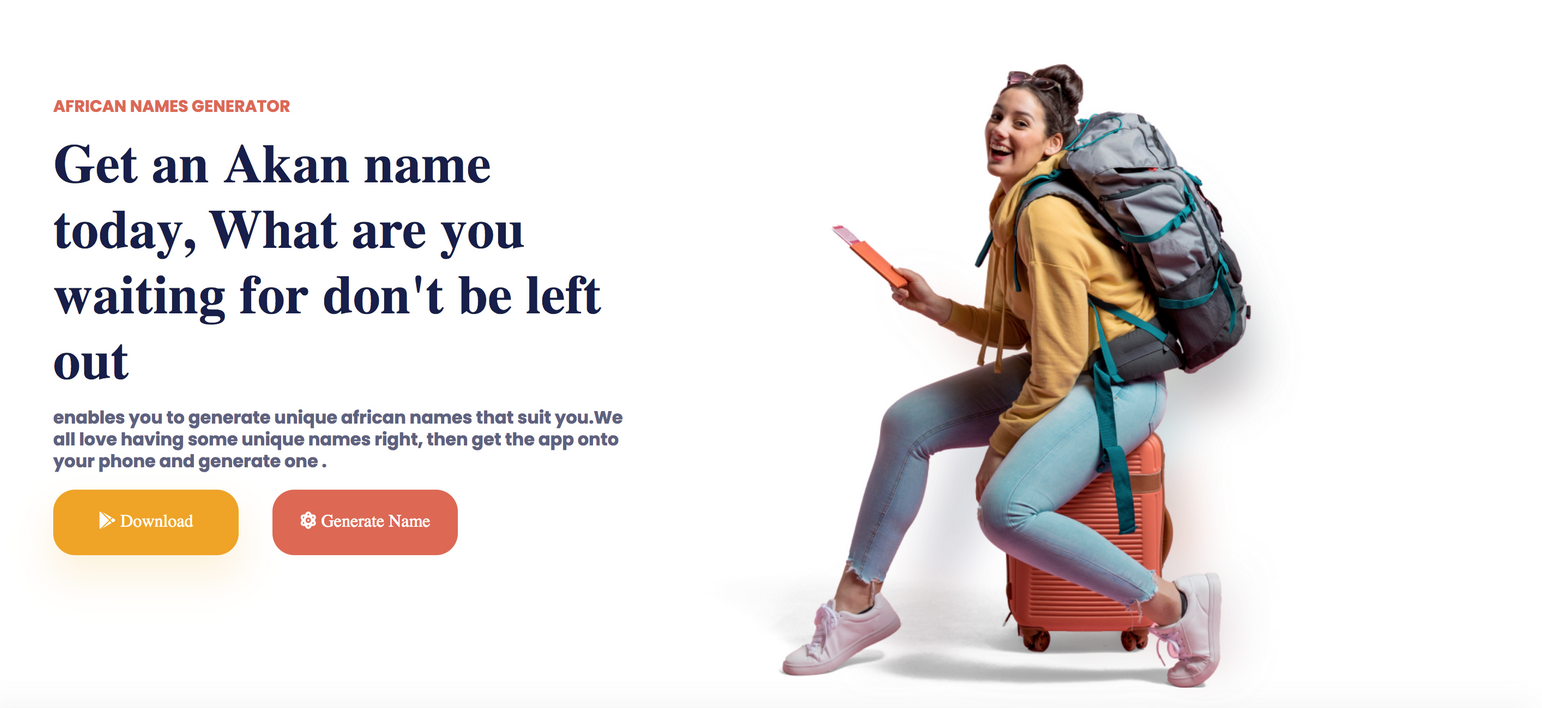 AFRICAN NAMES GENERATOR
Get an Akan name
today, What are you
waiting for don't be left
out
enables you to generate unique african names that suit you.We
all love having some unique names right, then get the app onto
your phone and generate one .
Download
Generate Name